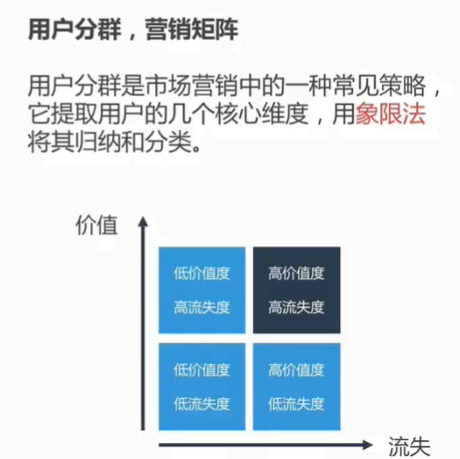 用户分群，营销矩阵
用户分群是市场营销中的一种常见策略，
它提取用户的几个核心维度，用象限法
将其归纳和分类。
价值
低价值度
高流失度
高价值度
高流失度
低价值度
低流失度
高价值度
低流失度
流失